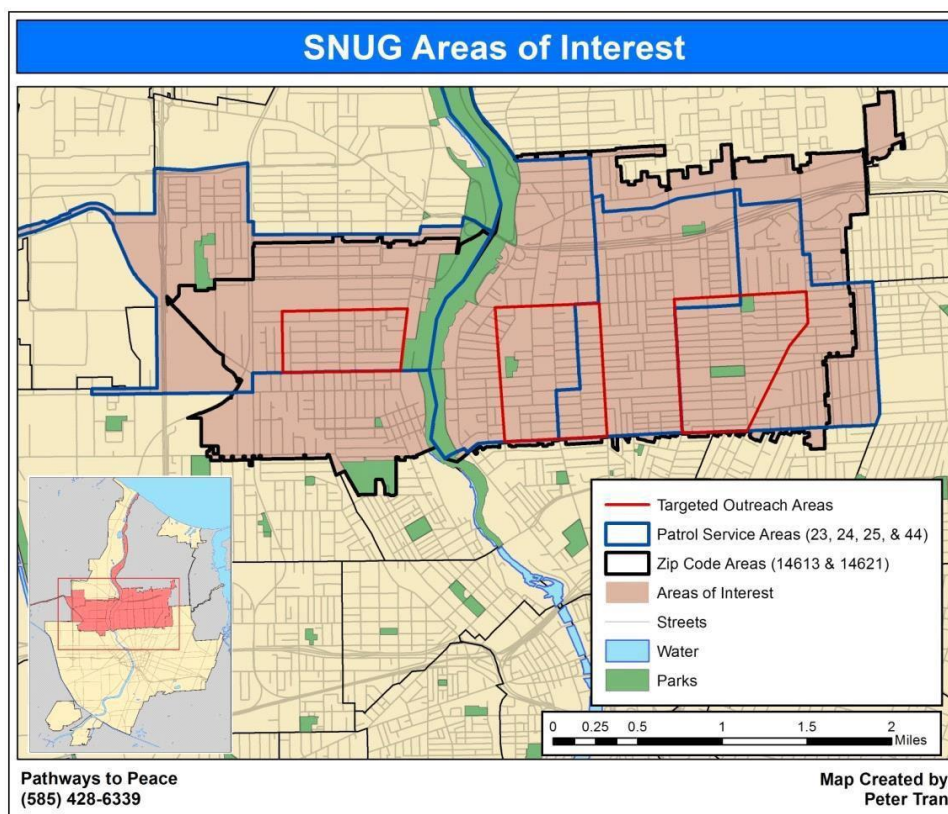 SNUG Areas of Interest
Targeted Outreach Areas
Patrol Service Areas (23, 24, 25, & 44)
Zip Code Areas (14613 & 14621)
Areas of Interest
Streets
Water
Parks
0 0.25 0.5 1 1.5 2
Miles
Pathways to Peace
(585) 428-6339
Map Created by
Peter Tran